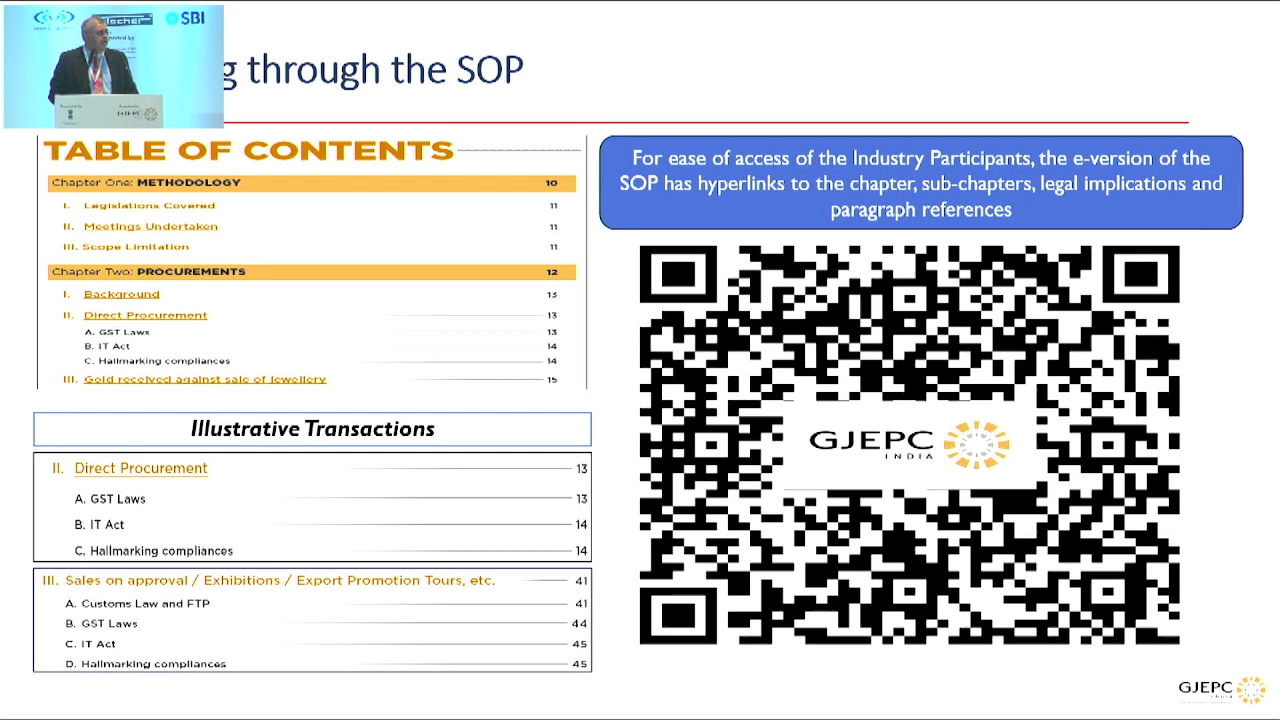 SBI
g through the SOP
TABLE OF CONTENTS
Chapter One: METHODOLOGY 10
I. Legislations Covered 11
II. Meetings Undertaken 11
III. Scope Limitation 11
Chapter Two: PROCUREMENTS 12
I. Background 13
II. Direct Procurement 13
A. GST Laws 13
B. IT Act 14
C. Hallmarking compliances 14
III. Gold received against sale of jewellery 15
For ease of access of the Industry Participants, the e-version of the
SOP has hyperlinks to the chapter, sub-chapters, legal implications and
paragraph references
Illustrative Transactions
II. Direct Procurement 13
A. GST Laws 13
B. IT Act 14
C. Hallmarking compliances 14
III. Sales on approval / Exhibitions / Export Promotion Tours, etc. 41
A. Customs Law and FTP 41
B. GST Laws 44
C. IT Act 45
D. Hallmarking compliances 45
GJEPC
INDIA
GJEPC
INDIA